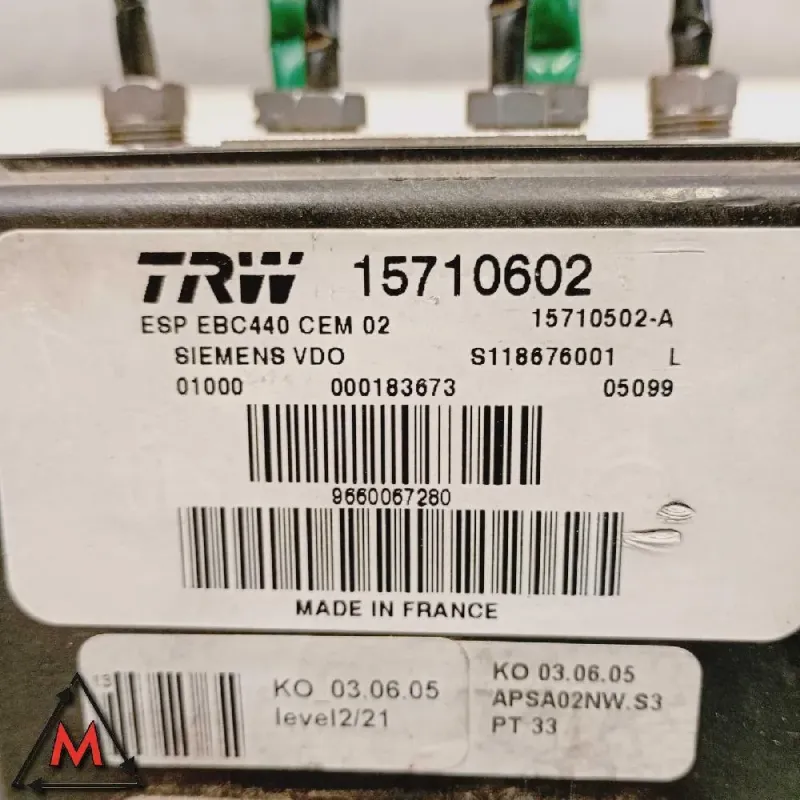 TRW 15710602
ESP EBC440 CEM 02 15710502-A
SIEMENS VDO S118676001 L
01000 000183673 05099
9660067280
MADE IN FRANCE
13
KO_03.06.05
level2/21
KO 03.06.05
APSA02NW.S3
PT 33
M